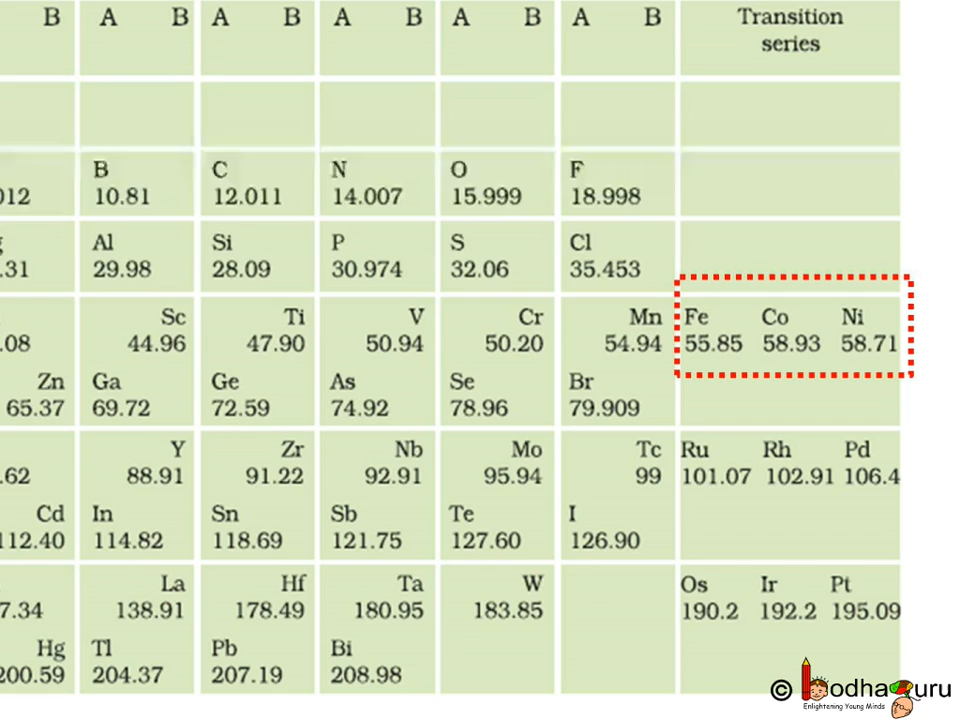 B A B A B A B A B A B Transition
series
B C N O F
012 10.81 12.011 14.007 15.999 18.998
g Al Si P S Cl
.31 29.98 28.09 30.974 32.06 35.453
Sc Ti V Cr Mn Fe Co Ni
.08 44.96 47.90 50.94 50.20 54.94 55.85 58.93 58.71
Zn Ga Ge As Se Br
65.37 69.72 72.59 74.92 78.96 79.909
Y Zr Nb Mo Tc Ru Rh Pd
.62 88.91 91.22 92.91 95.94 99 101.07 102.91 106.4
Cd In Sn Sb Te I
112.40 114.82 118.69 121.75 127.60 126.90
La Hf Ta W Os Ir Pt
7.34 138.91 178.49 180.95 183.85 190.2 192.2 195.09
Hg Tl Pb Bi
200.59 204.37 207.19 208.98
© bodhaguru
Enlightening Young Minds